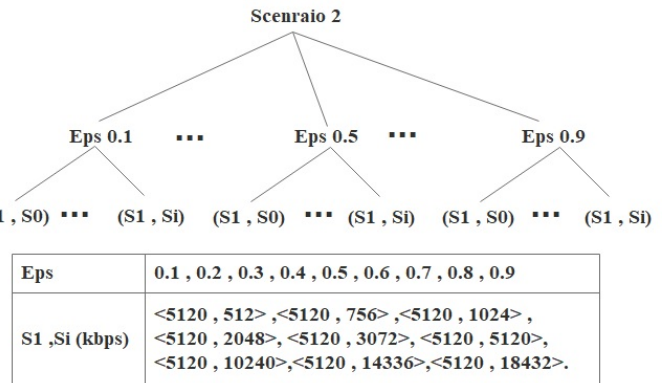 Scenraio 2
Eps 0.1 ... Eps 0.5 ... Eps 0.9
, S0) ... (S1 , Si) (S1 , S0) ... (S1 , Si) (S1 , S0) ... (S1 , Si)
Eps 0.1 , 0.2 , 0.3 , 0.4 , 0.5 , 0.6 , 0.7 , 0.8 , 0.9
<5120 , 512> ,<5120 , 756> ,<5120 , 1024> ,
S1 ,Si (kbps) <5120 , 2048>, <5120 , 3072>, <5120 , 5120>,
<5120 , 10240>,<5120 , 14336>,<5120 , 18432>.